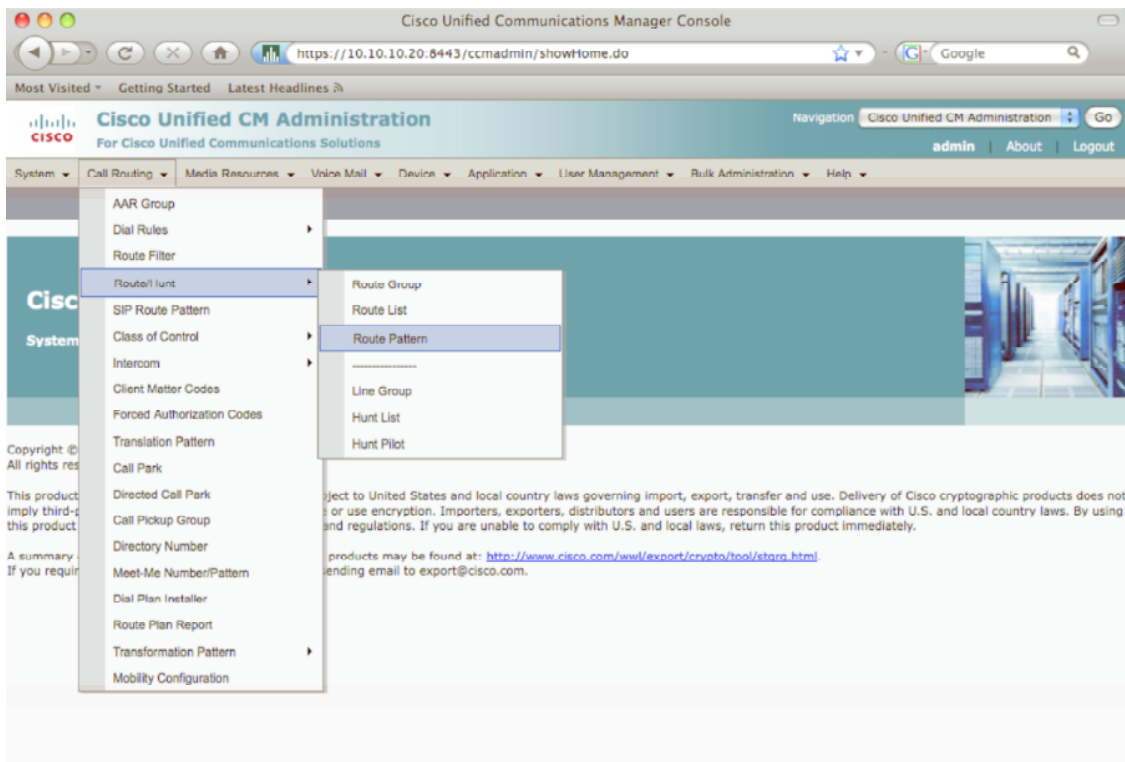 Cisco Unified Communications Manager Console
https://10.10.10.20:8443/ccmadmin/showHome.do
Google
Most Visited Getting Started Latest Headlines
cisco
Cisco Unified CM Administration
For Cisco Unified Communications Solutions
Navigation Cisco Unified CM Administration Go
admin | About | Logout
System Call Routing Media Resources Voice Mail Device Application User Management Bulk Administration Help
AAR Group
Dial Rules
Route Filter
Route/Hunt
SIP Route Pattern
Class of Control
Intercom
Client Matter Codes
Forced Authorization Codes
Translation Pattern
Call Park
Directed Call Park
Call Pickup Group
Directory Number
Meet-Me Number/Pattern
Dial Plan Installer
Route Plan Report
Transformation Pattern
Mobility Configuration
Route Group
Route List
Route Pattern
---------------
Line Group
Hunt List
Hunt Pilot
Cisc
System
Copyright ©
All rights res
This product ject to United States and local country laws governing import, export, transfer and use. Delivery of Cisco cryptographic products does not
imply third-p or use encryption. Importers, exporters, distributors and users are responsible for compliance with U.S. and local country laws. By using
this product and regulations. If you are unable to comply with U.S. and local laws, return this product immediately.
A summary products may be found at: http://www.cisco.com/wwl/export/crypto/tool/stqrg.html.
If you requir ending email to export@cisco.com.